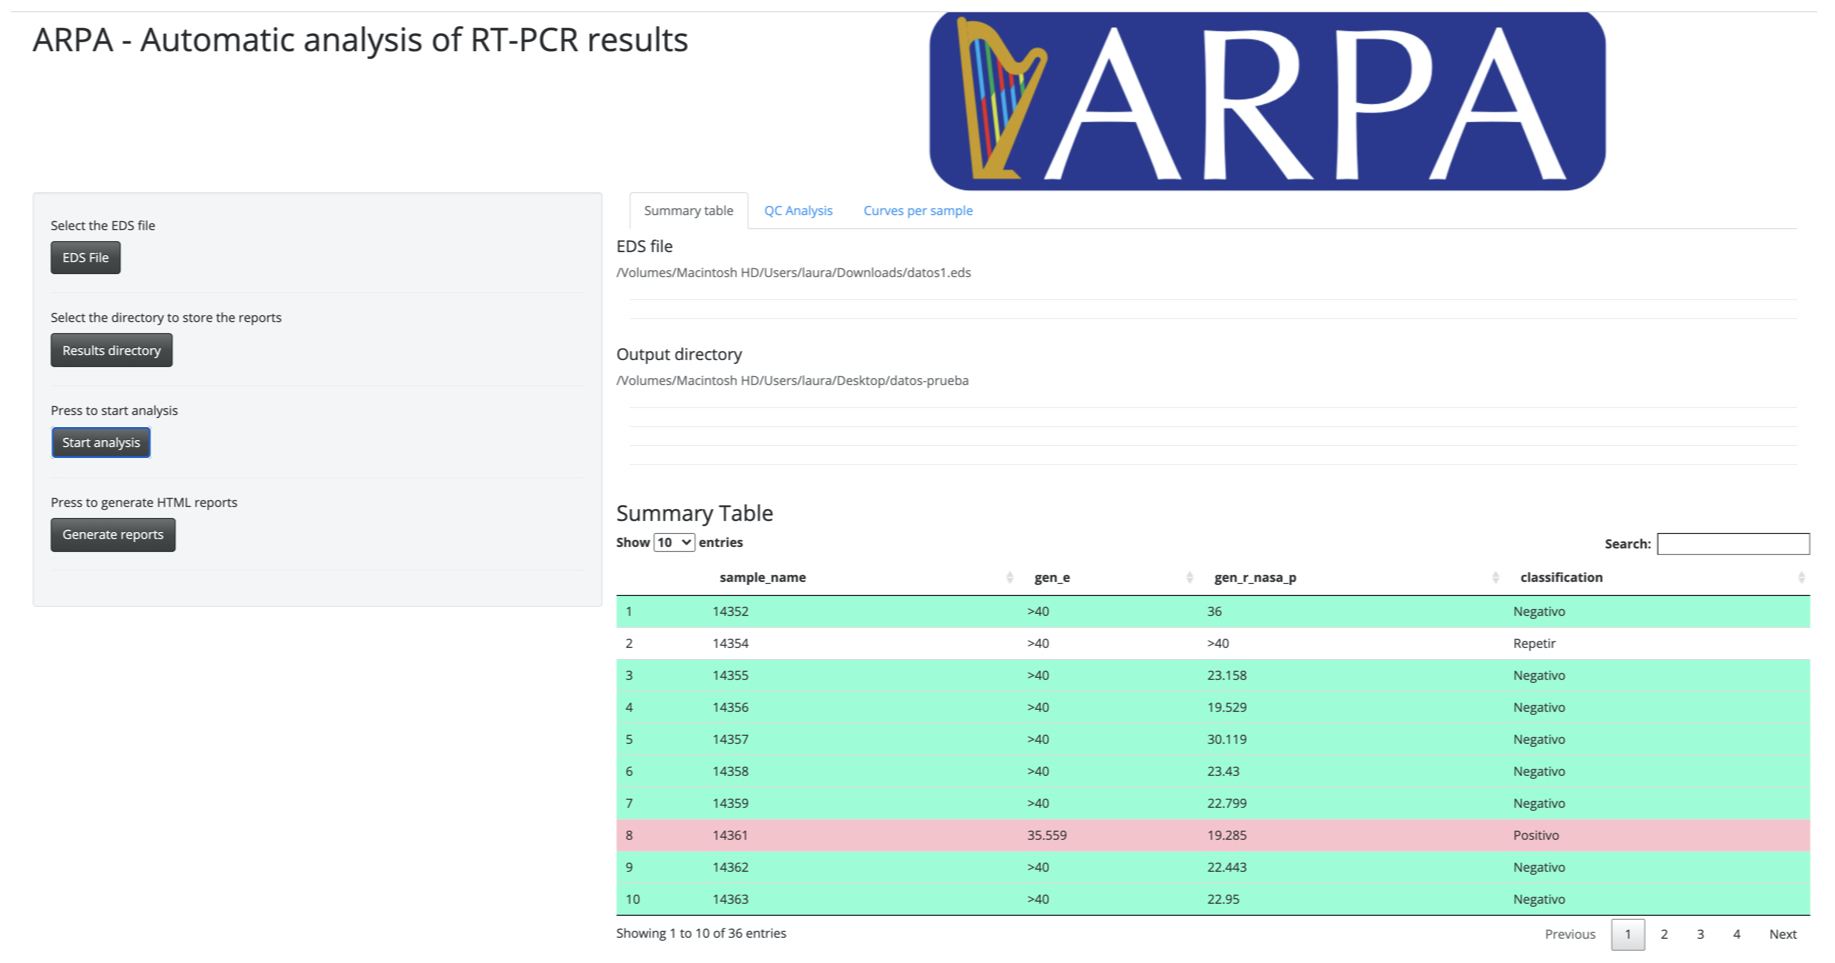 ARPA - Automatic analysis of RT-PCR results
ARPA
Select the EDS file
EDS File
Select the directory to store the reports
Results directory
Press to start analysis
Start analysis
Press to generate HTML reports
Generate reports
Summary table QC Analysis Curves per sample
EDS file
/Volumes/Macintosh HD/Users/laura/Downloads/datos1.eds
Output directory
/Volumes/Macintosh HD/Users/laura/Desktop/datos-prueba
Summary Table
Show 10 entries Search:
sample_name gen_e gen_r_nasa_p classification
1 14352 >40 36 Negativo
2 14354 >40 >40 Repetir
3 14355 >40 23.158 Negativo
4 14356 >40 19.529 Negativo
5 14357 >40 30.119 Negativo
6 14358 >40 23.43 Negativo
7 14359 >40 22.799 Negativo
8 14361 35.559 19.285 Positivo
9 14362 >40 22.443 Negativo
10 14363 >40 22.95 Negativo
Showing 1 to 10 of 36 entries Previous 1 2 3 4 Next